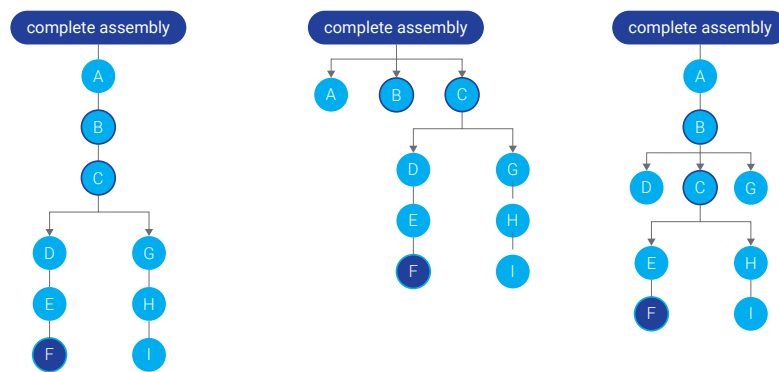 complete assembly
A
B
C
D G
E H
F I
complete assembly
A B C
D G
E H
F I
complete assembly
A
B
D C G
E H
F I